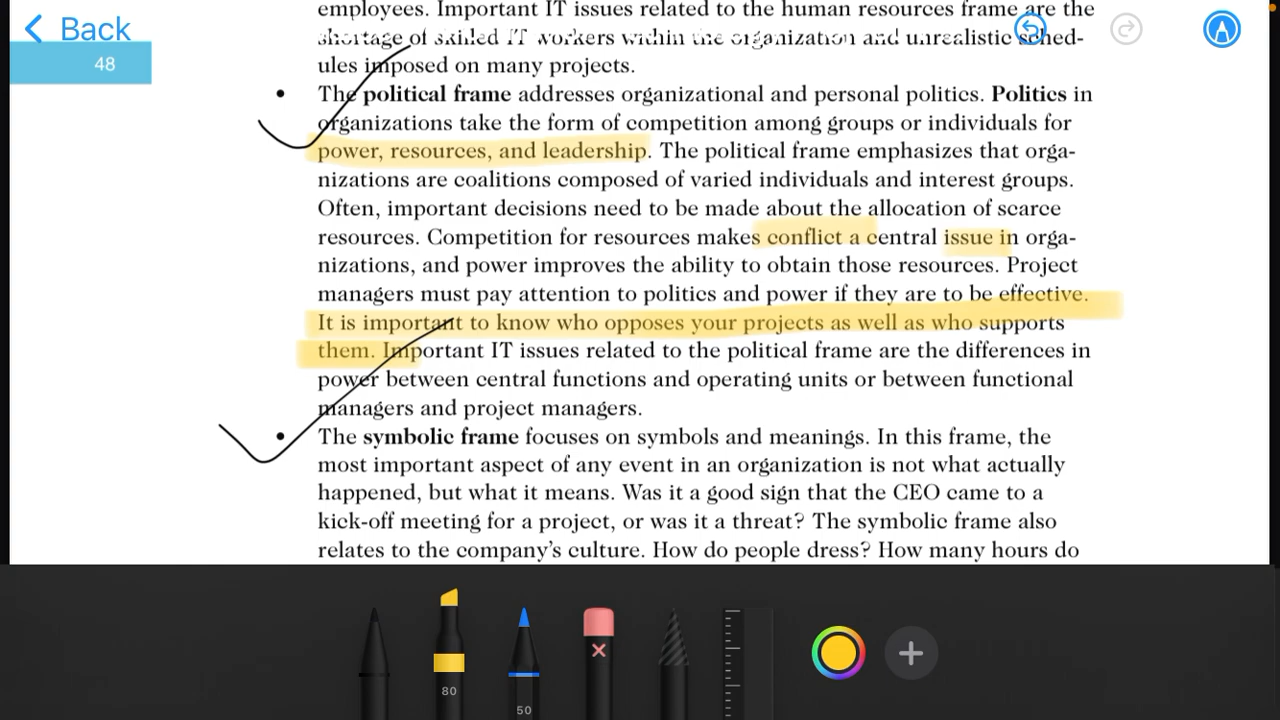 employees. Important IT issues related to the human resources frame are the
Back
shortage of skilled IT workers within the organization and unrealistic sched-
48
ules imposed on many projects.
• The political frame addresses organizational and personal politics. Politics in
organizations take the form of competition among groups or individuals for
power, resources, and leadership. The political frame emphasizes that orga-
nizations are coalitions composed of varied individuals and interest groups.
Often, important decisions need to be made about the allocation of scarce
resources. Competition for resources makes conflict a central issue in orga-
nizations, and power improves the ability to obtain those resources. Project
managers must pay attention to politics and power if they are to be effective.
It is important to know who opposes your projects as well as who supports
them. Important IT issues related to the political frame are the differences in
power between central functions and operating units or between functional
managers and project managers.
• The symbolic frame focuses on symbols and meanings. In this frame, the
most important aspect of any event in an organization is not what actually
happened, but what it means. Was it a good sign that the CEO came to a
kick-off meeting for a project, or was it a threat? The symbolic frame also
relates to the company's culture. How do people dress? How many hours do
80
50